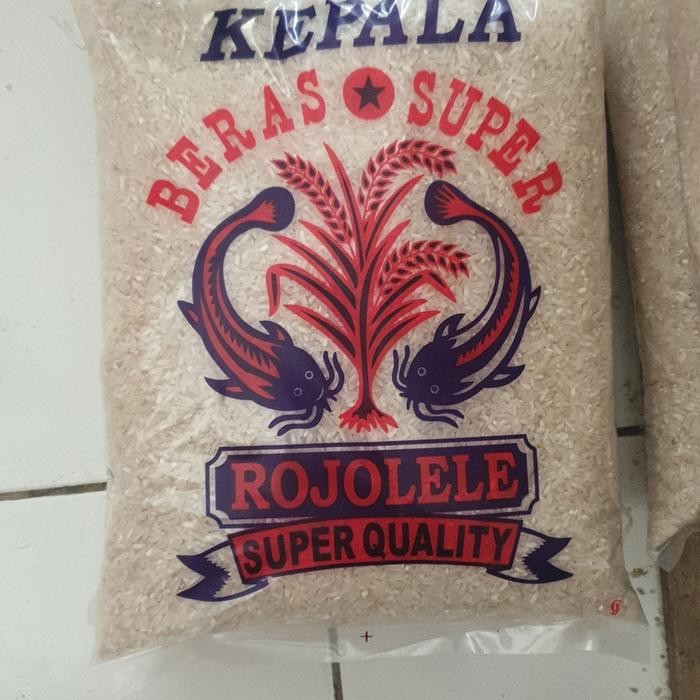 KEPALA
BERAS SUPER
ROJOLELE
SUPER QUALITY
g